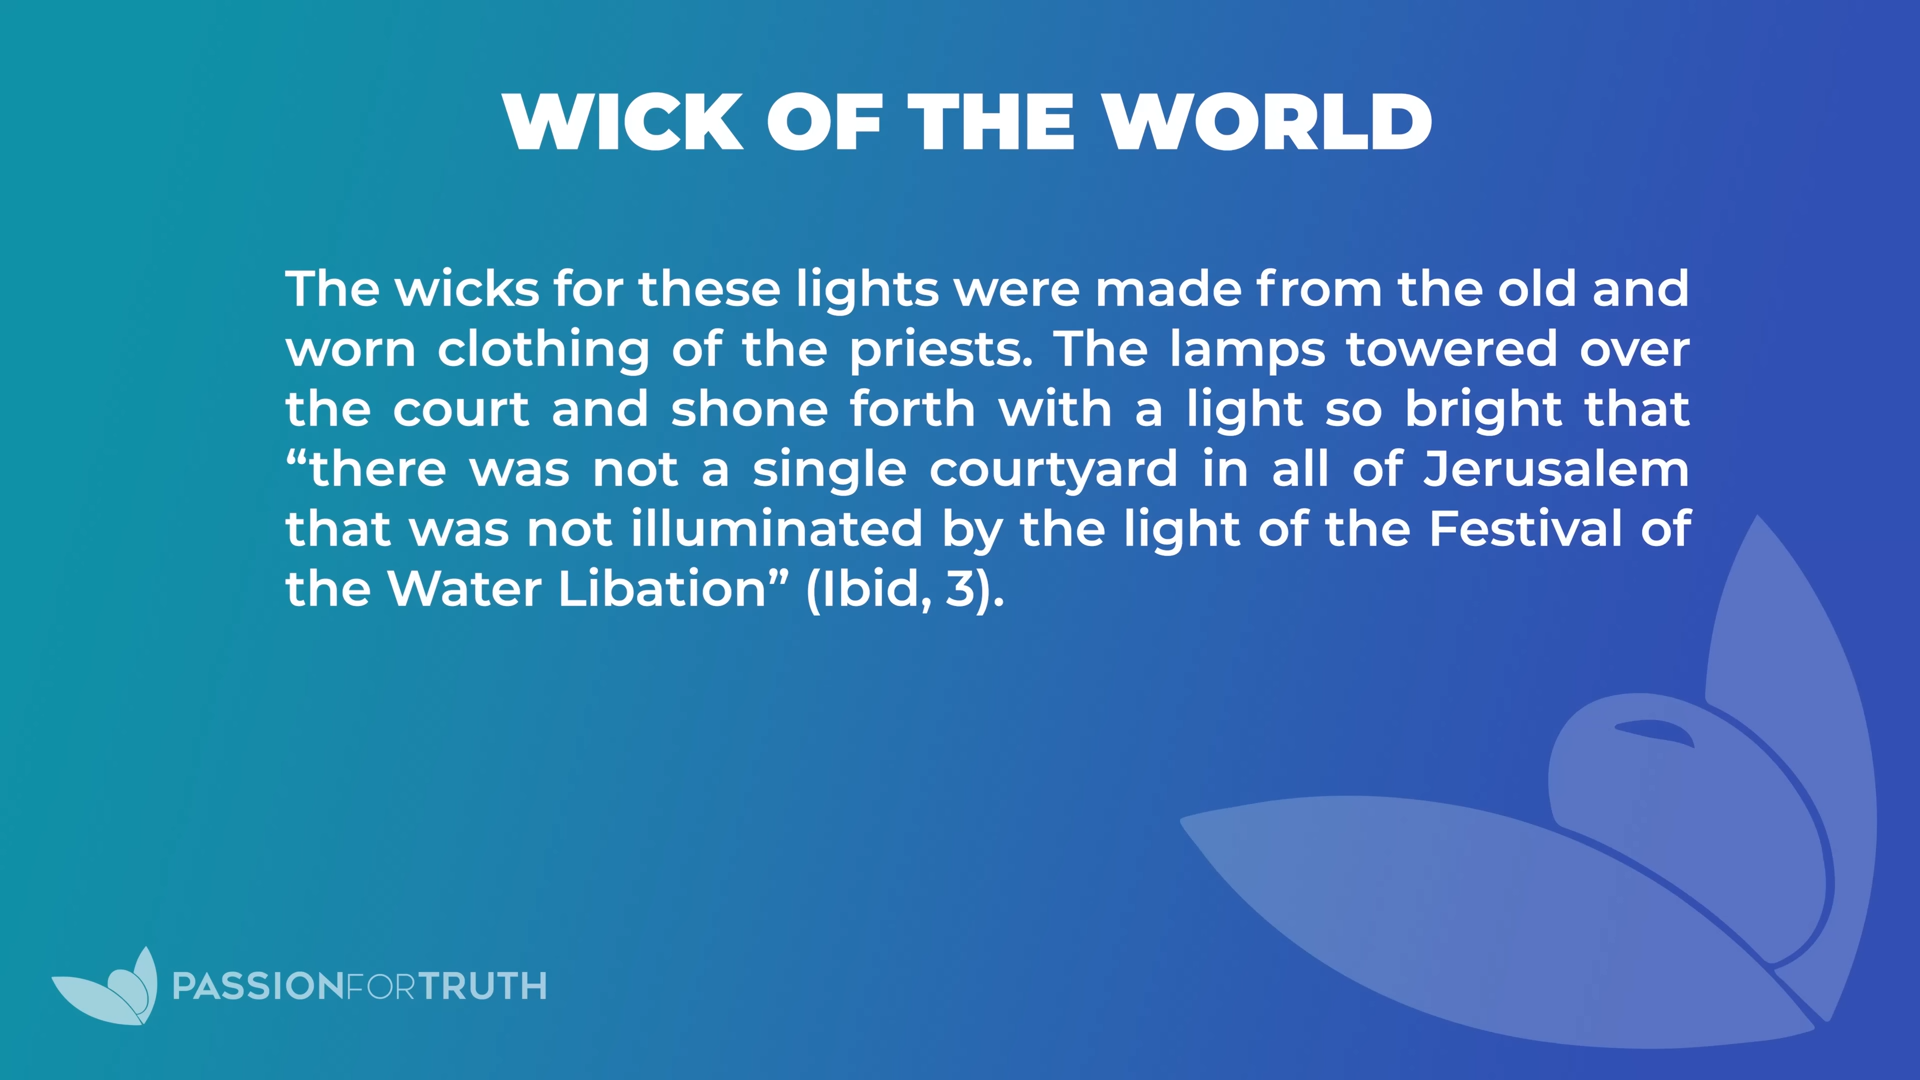 WICK OF THE WORLD
The wicks for these lights were made from the old and
worn clothing of the priests. The lamps towered over
the court and shone forth with a light so bright that
“there was not a single courtyard in all of Jerusalem
that was not illuminated by the light of the Festival of
the Water Libation” (Ibid, 3).
PASSIONFORTRUTH